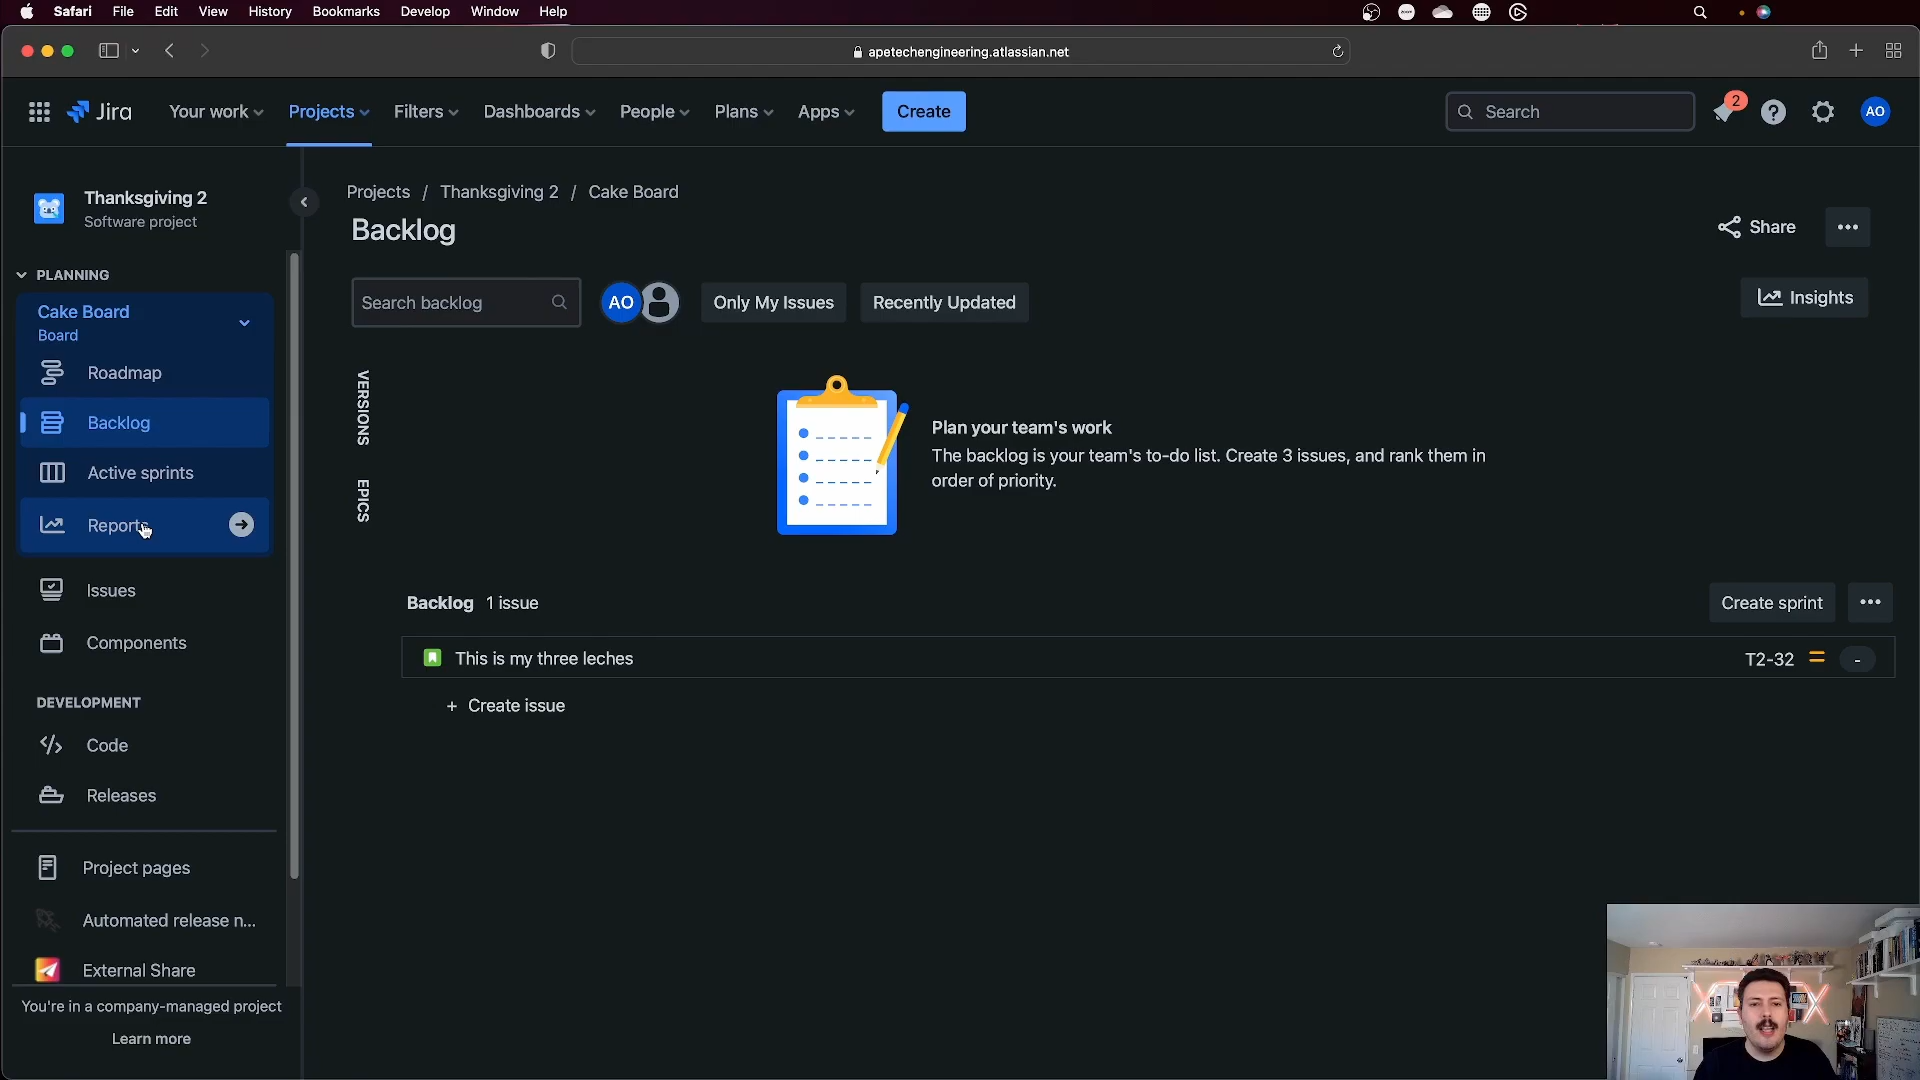 Safari File Edit View History Bookmarks Develop Window Help
apetechengineering.atlassian.net
Jira Your work Projects Filters Dashboards People Plans Apps Create Search 2 AO
Thanksgiving 2
Software project
PLANNING
Cake Board
Board
Roadmap
Backlog
Active sprints
Reports
Issues
Components
DEVELOPMENT
Code
Releases
Project pages
Automated release n...
External Share
You're in a company-managed project
Learn more
Projects / Thanksgiving 2 / Cake Board
Backlog
Share
Search backlog AO Only My Issues Recently Updated Insights
VERSIONS
EPICS
Plan your team's work
The backlog is your team's to-do list. Create 3 issues, and rank them in
order of priority.
Backlog 1 issue Create sprint
This is my three leches T2-32 -
+ Create issue